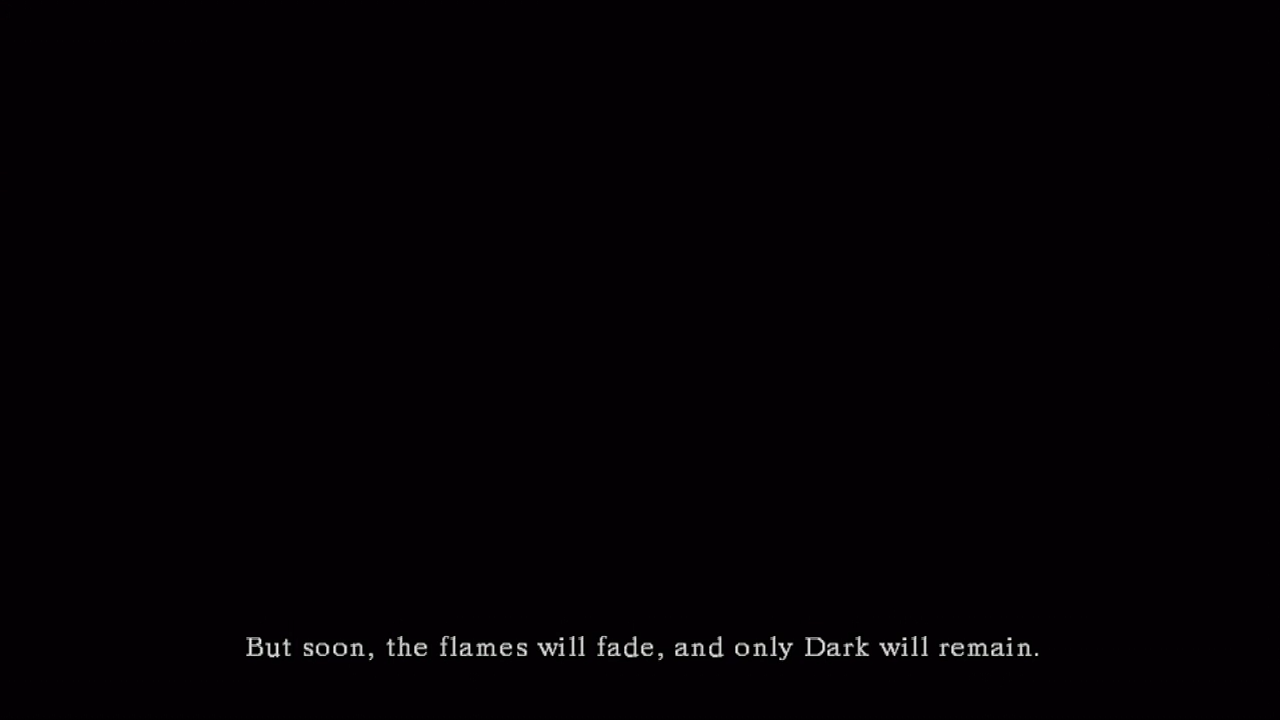 But soon, the flames will fade, and only Dark will remain.